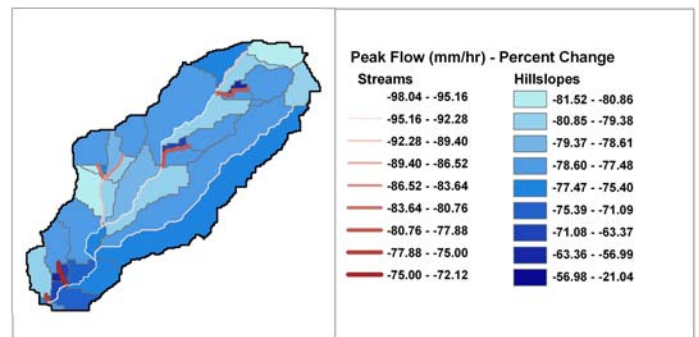 Peak Flow (mm/hr) - Percent Change
Streams
-98.04 - -95.16
-95.16 - -92.28
-92.28 - -89.40
-89.40 - -86.52
-86.52 - -83.64
-83.64 - -80.76
-80.76 - -77.88
-77.88 - -75.00
-75.00 - -72.12
Hillslopes
-81.52 - -80.86
-80.85 - -79.38
-79.37 - -78.61
-78.60 - -77.48
-77.47 - -75.40
-75.39 - -71.09
-71.08 - -63.37
-63.36 - -56.99
-56.98 - -21.04